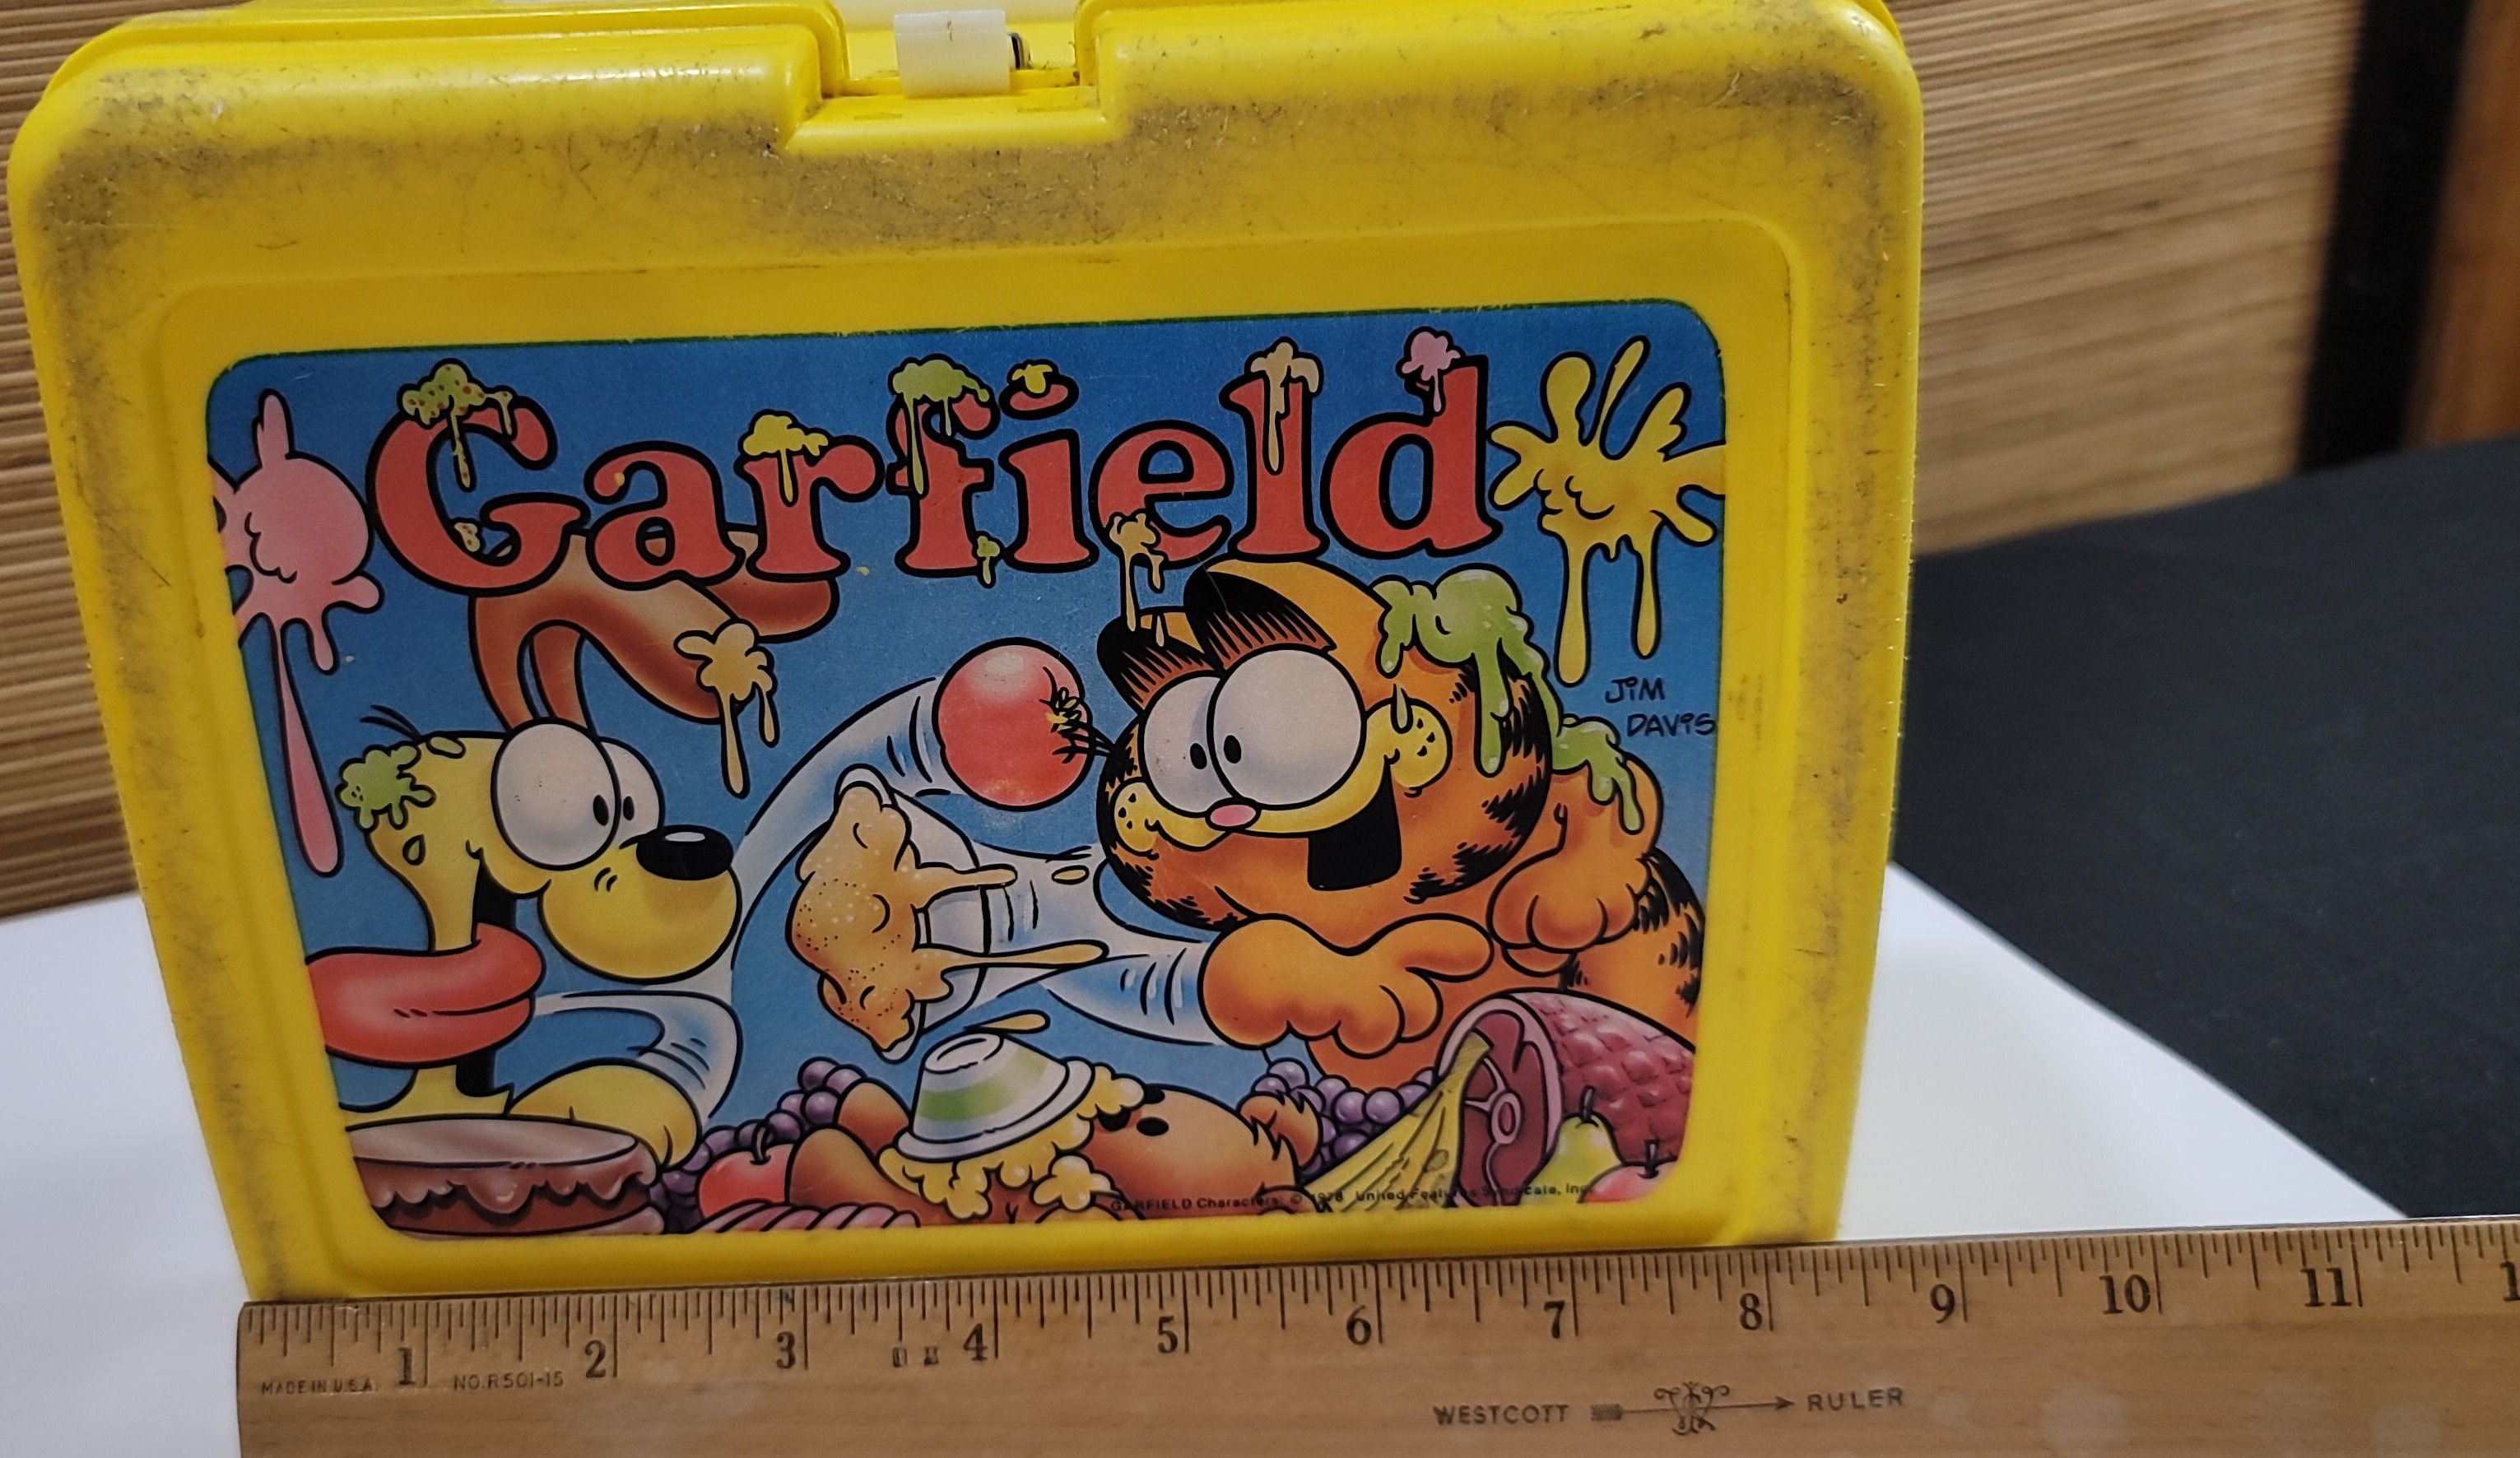 Garfield
JiM
DAViS
GARFIELD Characters: © 1978 United Feature Syndicate, Inc.
1 2 3 4 5 6 7 8 9 10 11 1
MADE IN U.S.A. NO.R501-15
WESTCOTT RULER